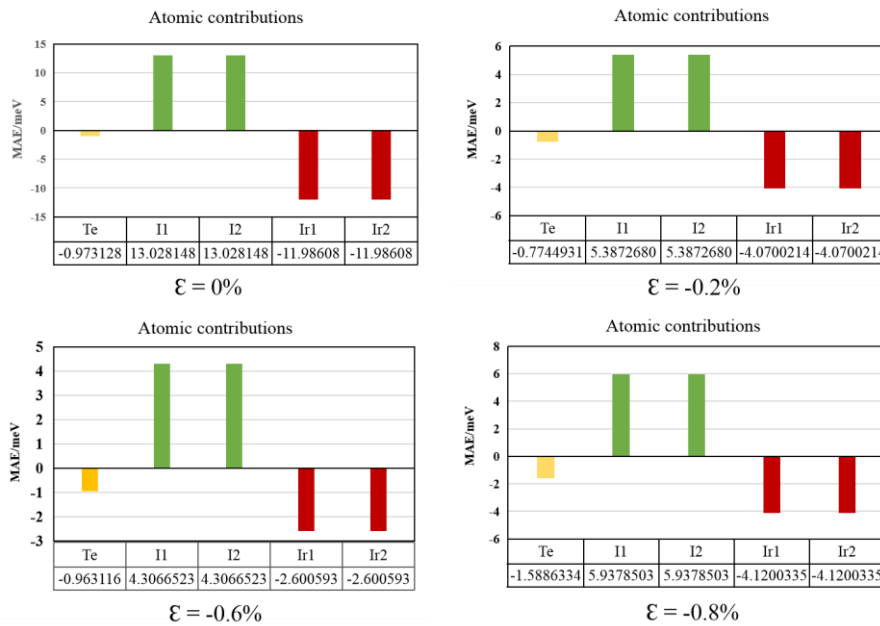 Atomic contributions
MAE/meV
15
10
5
0
-5
-10
-15
Te I1 I2 Ir1 Ir2
-0.973128 13.028148 13.028148 -11.98608 -11.98608
Ɛ = 0%
Atomic contributions
MAE/meV
6
4
2
0
-2
-4
-6
Te I1 I2 Ir1 Ir2
-0.7744931 5.3872680 5.3872680 -4.0700214 -4.0700214
Ɛ = -0.2%
Atomic contributions
MAE/meV
5
4
3
2
1
0
-1
-2
-3
Te I1 I2 Ir1 Ir2
-0.963116 4.3066523 4.3066523 -2.600593 -2.600593
Ɛ = -0.6%
Atomic contributions
MAE/meV
8
6
4
2
0
-2
-4
-6
Te I1 I2 Ir1 Ir2
-1.5886334 5.9378503 5.9378503 -4.1200335 -4.1200335
Ɛ = -0.8%